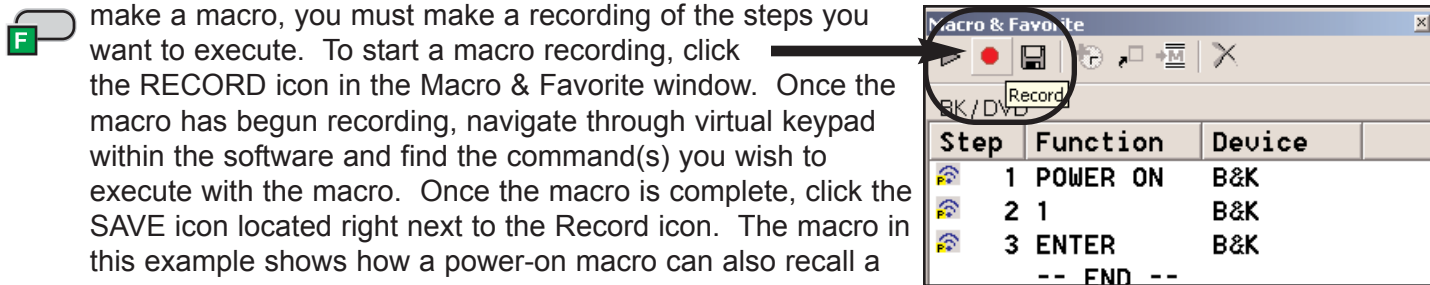 F
make a macro, you must make a recording of the steps you
want to execute. To start a macro recording, click
the RECORD icon in the Macro & Favorite window. Once the
macro has begun recording, navigate through virtual keypad
within the software and find the command(s) you wish to
execute with the macro. Once the macro is complete, click the
SAVE icon located right next to the Record icon. The macro in
this example shows how a power-on macro can also recall a
Macro & Favorite
M
Record
BK/DVD
Step Function Device
P 1 POWER ON B&K
P 2 1 B&K
P 3 ENTER B&K
-- END --